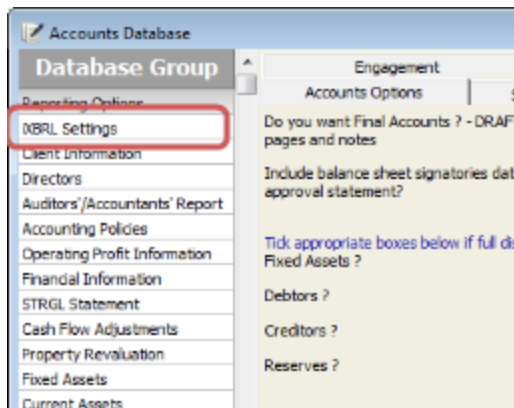 Accounts Database
Database Group
Reporting Options
iXBRL Settings
Client Information
Directors
Auditors'/Accountants' Report
Accounting Policies
Operating Profit Information
Financial Information
STRGL Statement
Cash Flow Adjustments
Property Revaluation
Fixed Assets
Current Assets
Engagement
Accounts Options
Do you want Final Accounts ? - DRAF
pages and notes
Include balance sheet signatories dat
approval statement?
Tick appropriate boxes below if full di
Fixed Assets ?
Debtors ?
Creditors ?
Reserves ?